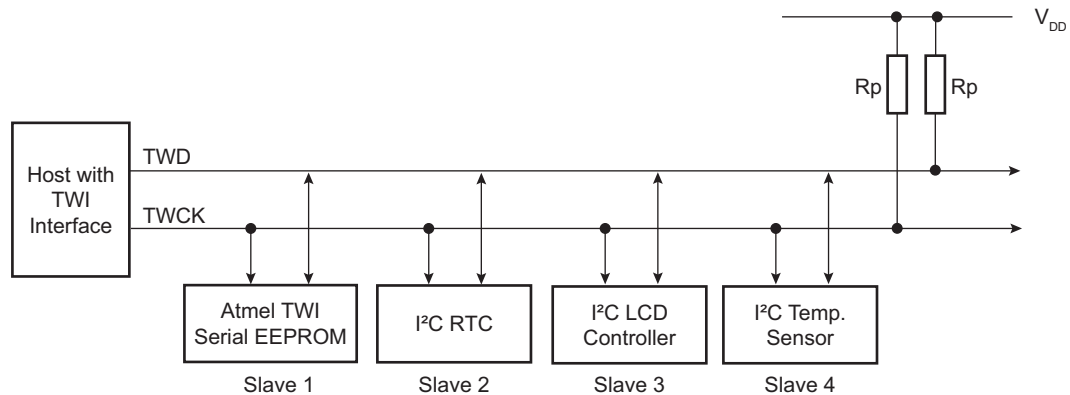 V_DD
Rp
Rp
Host with
TWI
Interface
TWD
TWCK
Atmel TWI
Serial EEPROM
I²C RTC
I²C LCD
Controller
I²C Temp.
Sensor
Slave 1
Slave 2
Slave 3
Slave 4